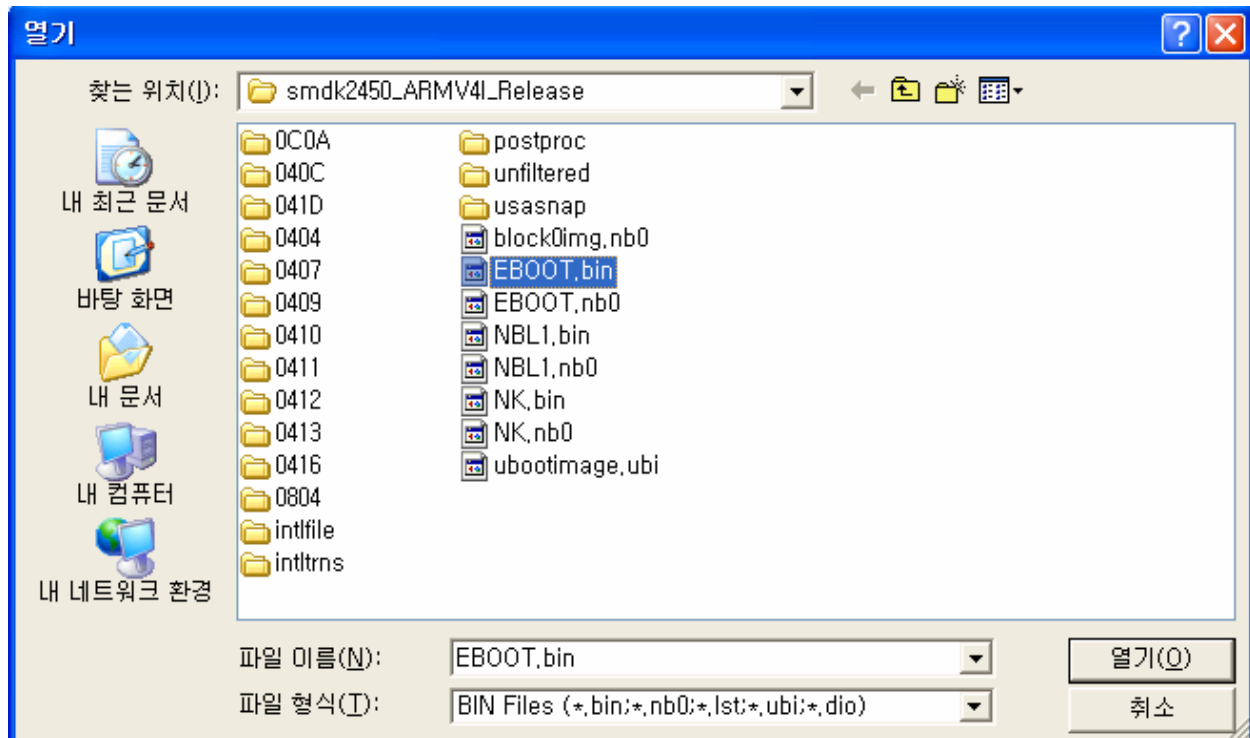 열기
찾는 위치(I):
smdk2450_ARMV4I_Release
내 최근 문서
바탕 화면
내 문서
내 컴퓨터
내 네트워크 환경
0C0A
040C
041D
0404
0407
0409
0410
0411
0412
0413
0416
0804
intlfile
intltrns
postproc
unfiltered
usasnap
block0img.nb0
EBOOT.bin
EBOOT.nb0
NBL1.bin
NBL1.nb0
NK.bin
NK.nb0
ubootimage.ubi
파일 이름(N):
EBOOT.bin
열기(O)
파일 형식(T):
BIN Files (*.bin;*.nb0;*.lst;*.ubi;*.dio)
취소